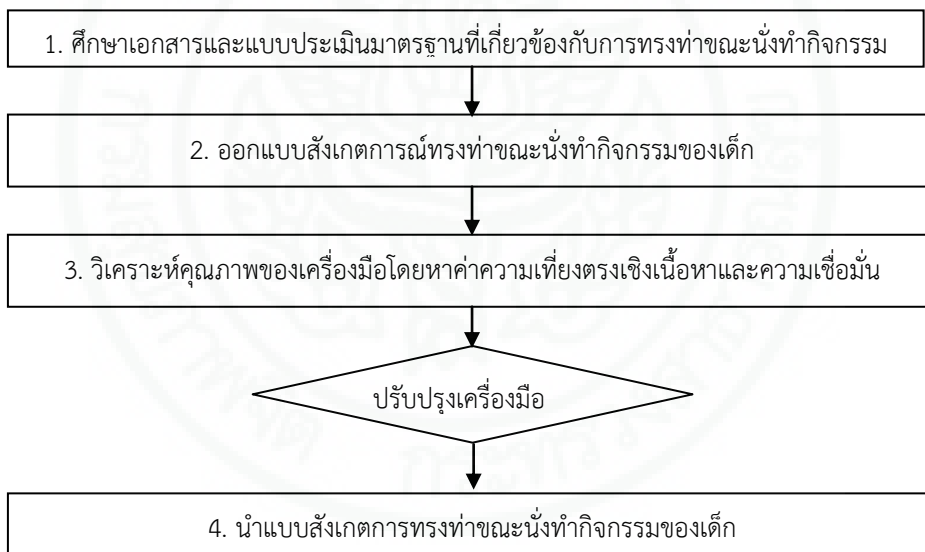 1. ศึกษาเอกสารและแบบประเมินมาตรฐานที่เกี่ยวข้องกับการทรงท่าขณะนั่งทำกิจกรรม
2. ออกแบบสังเกตการณ์ทรงท่าขณะนั่งทำกิจกรรมของเด็ก
3. วิเคราะห์คุณภาพของเครื่องมือโดยหาค่าความเที่ยงตรงเชิงเนื้อหาและความเชื่อมั่น
ปรับปรุงเครื่องมือ
4. นำแบบสังเกตการทรงท่าขณะนั่งทำกิจกรรมของเด็ก